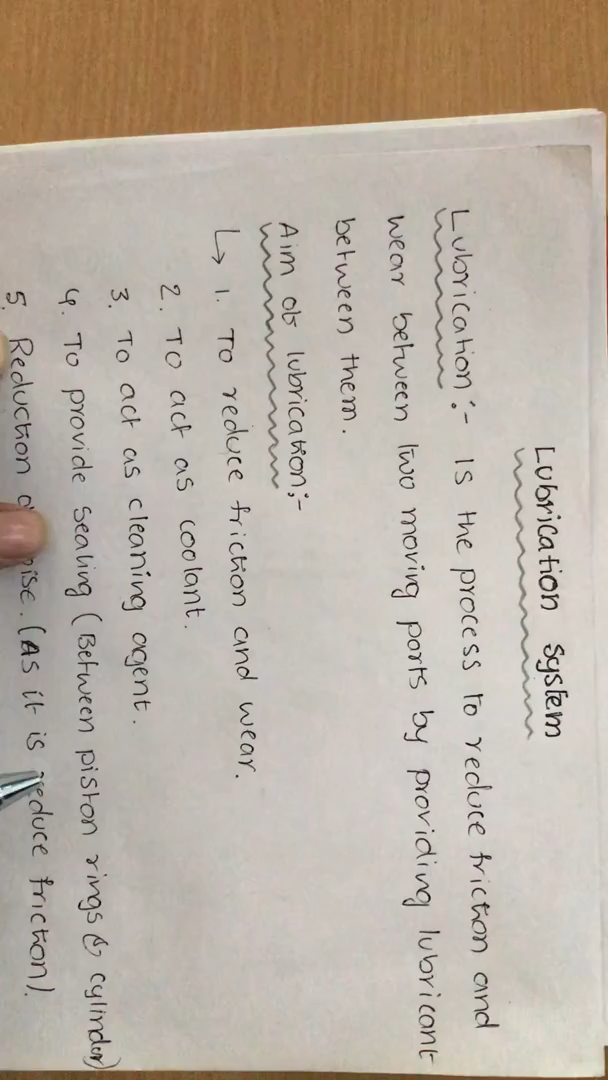 Lubrication System
Lubrication :- Is the process to reduce friction and
wear between two moving parts by providing lubricant
between them.
Aim of lubrication :-
↳ 1. To reduce friction and wear.
2. To act as coolant.
3. To act as cleaning agent.
4. To provide sealing (Between piston rings & cylinder)
5. Reduction (As it is reduce friction).